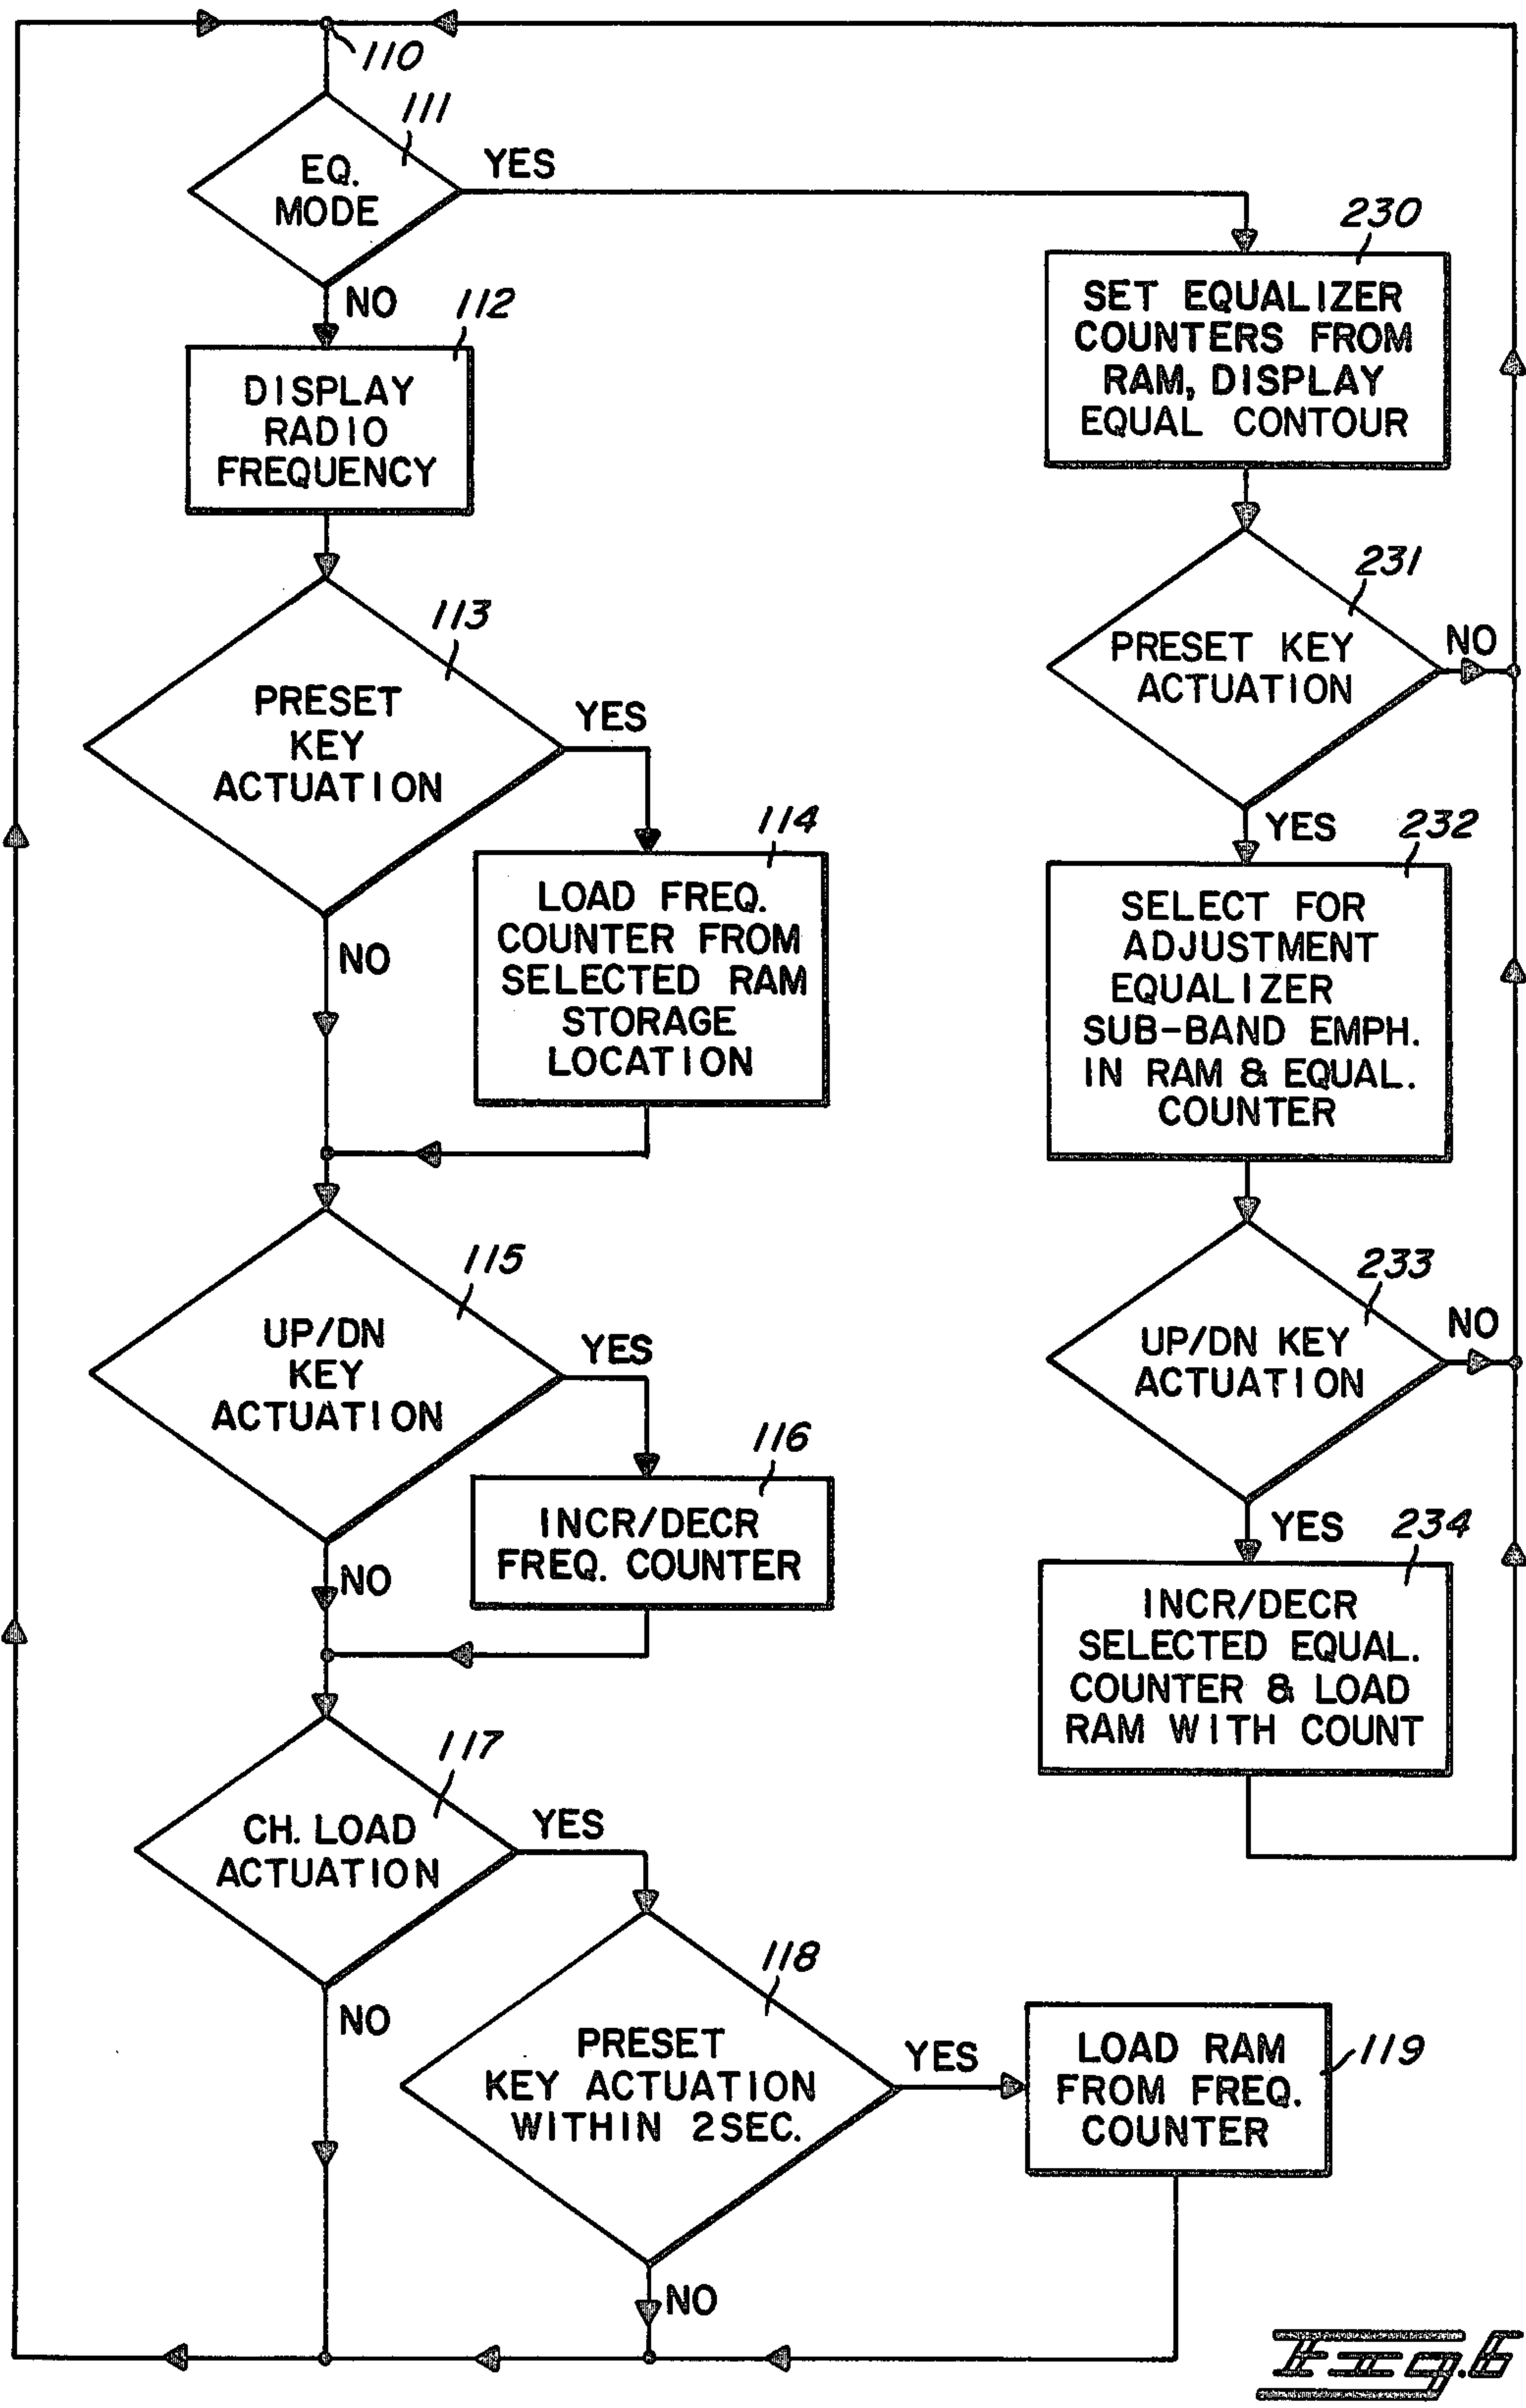 110
111
EQ.
MODE
YES
NO
112
DISPLAY
RADIO
FREQUENCY
113
PRESET
KEY
ACTUATION
YES
NO
114
LOAD FREQ.
COUNTER FROM
SELECTED RAM
STORAGE
LOCATION
115
UP/DN
KEY
ACTUATION
YES
NO
116
INCR/DECR
FREQ. COUNTER
117
CH. LOAD
ACTUATION
YES
NO
118
PRESET
KEY ACTUATION
WITHIN 2SEC.
YES
NO
119
LOAD RAM
FROM FREQ.
COUNTER
230
SET EQUALIZER
COUNTERS FROM
RAM, DISPLAY
EQUAL CONTOUR
231
PRESET KEY
ACTUATION
NO
YES
232
SELECT FOR
ADJUSTMENT
EQUALIZER
SUB-BAND EMPH.
IN RAM & EQUAL.
COUNTER
233
UP/DN KEY
ACTUATION
NO
YES
234
INCR/DECR
SELECTED EQUAL.
COUNTER & LOAD
RAM WITH COUNT
Fig. 6